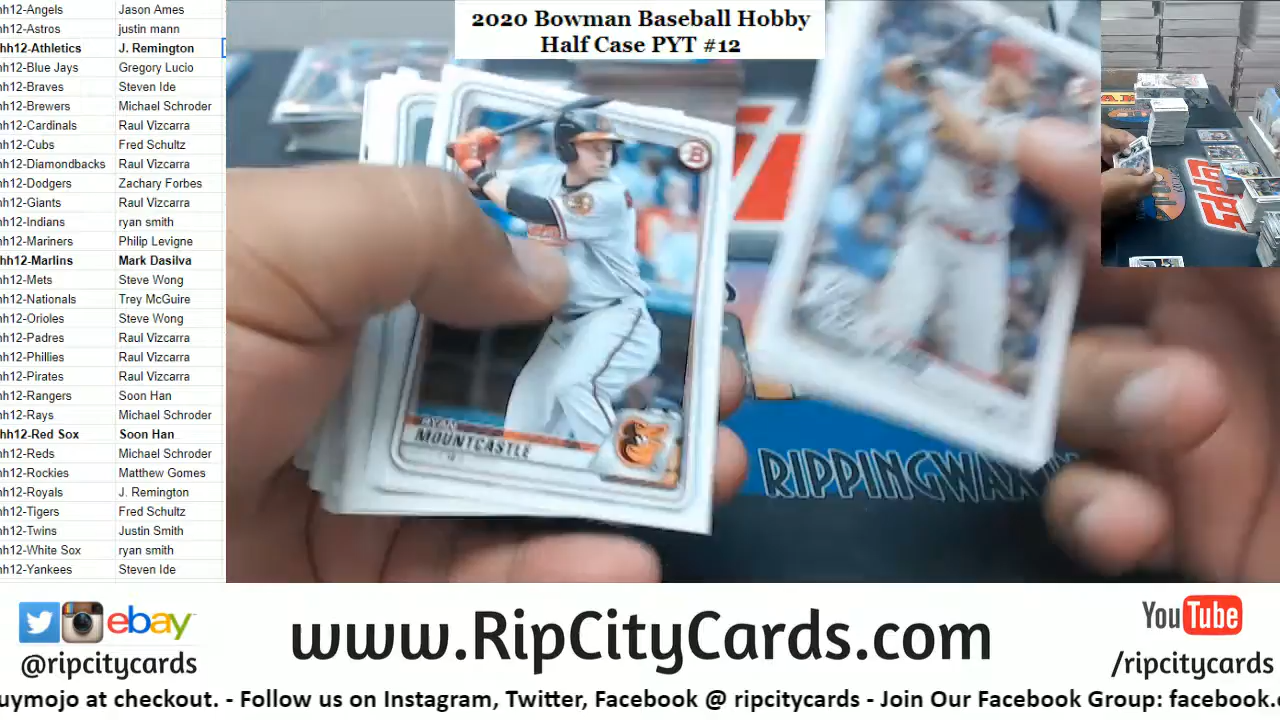 hh12-Angels Jason Ames
hh12-Astros justin mann
hh12-Athletics J. Remington
hh12-Blue Jays Gregory Lucio
hh12-Braves Steven Ide
hh12-Brewers Michael Schroder
hh12-Cardinals Raul Vizcarra
hh12-Cubs Fred Schultz
hh12-Diamondbacks Raul Vizcarra
hh12-Dodgers Zachary Forbes
hh12-Giants Raul Vizcarra
hh12-Indians ryan smith
hh12-Mariners Philip Levigne
hh12-Marlins Mark Dasilva
hh12-Mets Steve Wong
hh12-Nationals Trey McGuire
hh12-Orioles Steve Wong
hh12-Padres Raul Vizcarra
hh12-Phillies Raul Vizcarra
hh12-Pirates Raul Vizcarra
hh12-Rangers Soon Han
hh12-Rays Michael Schroder
hh12-Red Sox Soon Han
hh12-Reds Michael Schroder
hh12-Rockies Matthew Gomes
hh12-Royals J. Remington
hh12-Tigers Fred Schultz
hh12-Twins Justin Smith
hh12-White Sox ryan smith
hh12-Yankees Steven Ide
2020 Bowman Baseball Hobby
Half Case PYT #12
B
RYAN
MOUNTCASTLE
RIPPINGWAX
TOPPS
ebay
@ripcitycards
www.RipCityCards.com
YouTube
/ripcitycards
uymojo at checkout. - Follow us on Instagram, Twitter, Facebook @ ripcitycards - Join Our Facebook Group: facebook.